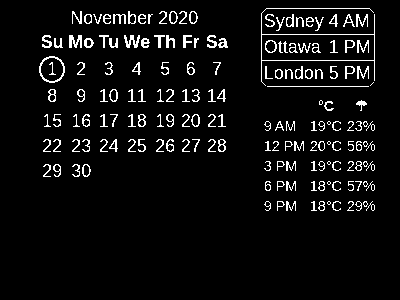 November 2020
Su Mo Tu We Th Fr Sa
1 2 3 4 5 6 7
8 9 10 11 12 13 14
15 16 17 18 19 20 21
22 23 24 25 26 27 28
29 30
Sydney 4 AM
Ottawa 1 PM
London 5 PM
°C ☂
9 AM 19°C 23%
12 PM 20°C 56%
3 PM 19°C 28%
6 PM 18°C 57%
9 PM 18°C 29%